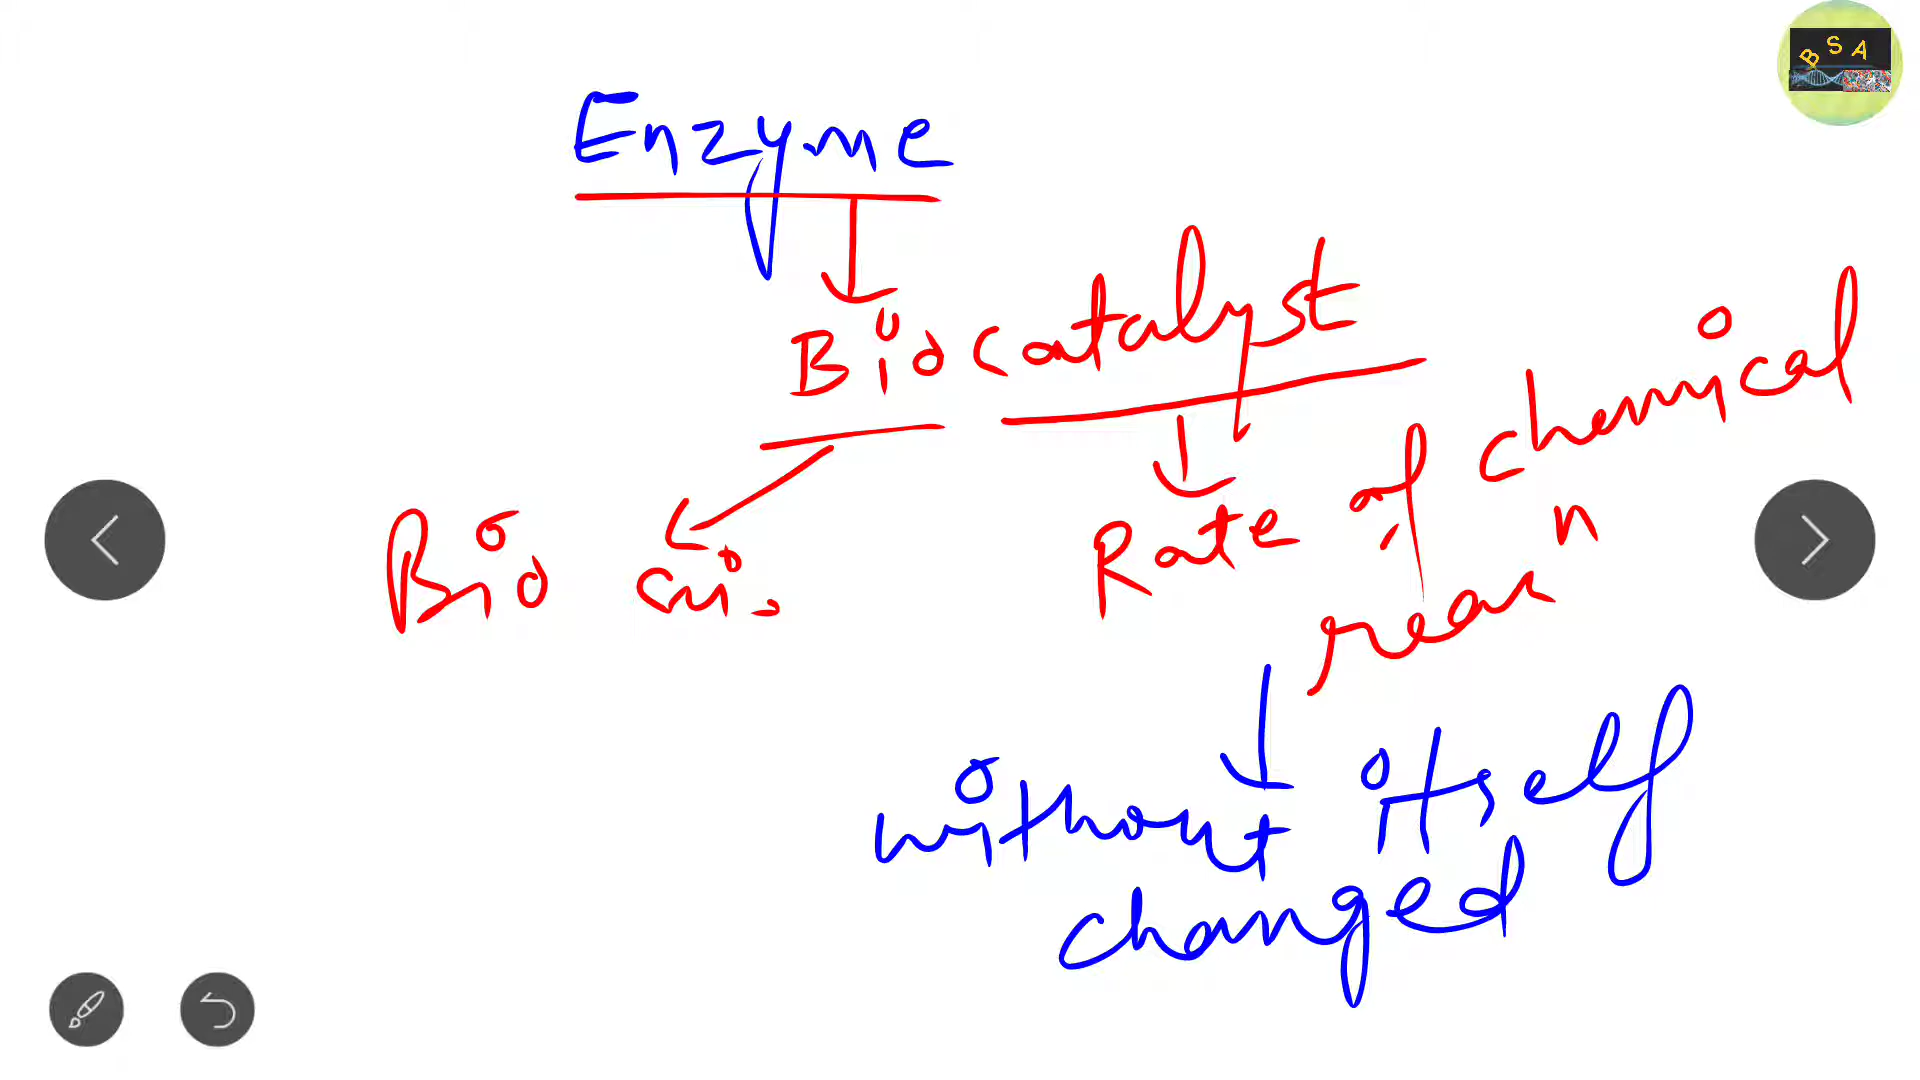 BSA
Enzyme
Biocatalyst
Bio
Rate of chemical
reacⁿ
without itself
changed